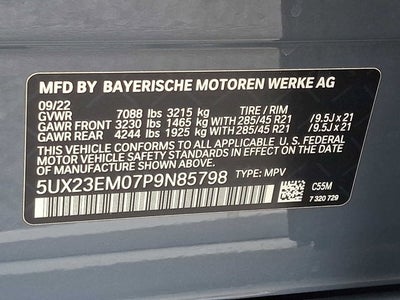 MFD BY BAYERISCHE MOTOREN WERKE AG
09/22
GVWR 7088 lbs 3215 kg TIRE / RIM
GAWR FRONT 3230 lbs 1465 kg WITH 285/45 R21 / 9.5J x 21
GAWR REAR 4244 lbs 1925 kg WITH 285/45 R21 / 9.5J x 21
THIS VEHICLE CONFORMS TO ALL APPLICABLE U. S. FEDERAL
MOTOR VEHICLE SAFETY STANDARDS IN EFFECT ON
THE DATE OF MANUFACTURE SHOWN ABOVE.
5UX23EM07P9N85798 TYPE: MPV
C55M
7 320 729